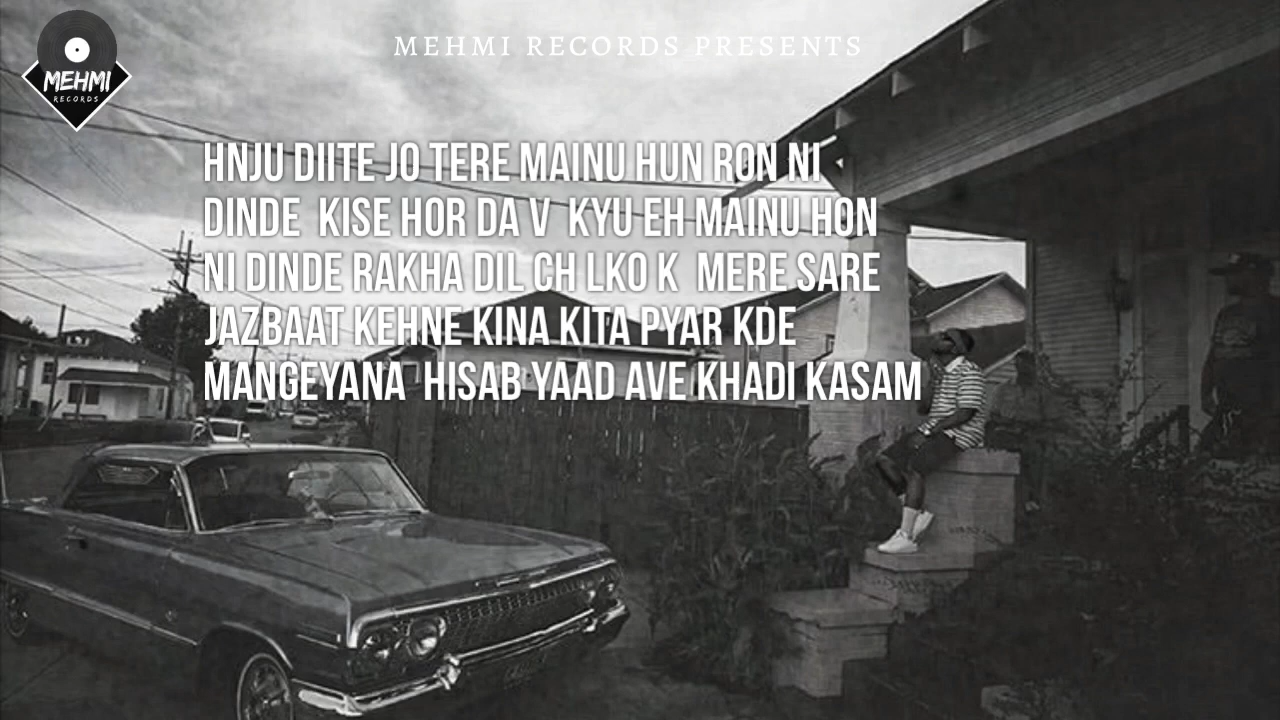 MEHMI RECORDS PRESENTS
MEHMI
RECORDS
HNJU DIITE JO TERE MAINU HUN RON NI
DINDE KISE HOR DA V KYU EH MAINU HON
NI DINDE RAKHA DIL CH LKO K MERE SARE
JAZBAAT KEHNE KINA KITA PYAR KDE
MANGEYANA HISAB YAAD AVE KHADI KASAM